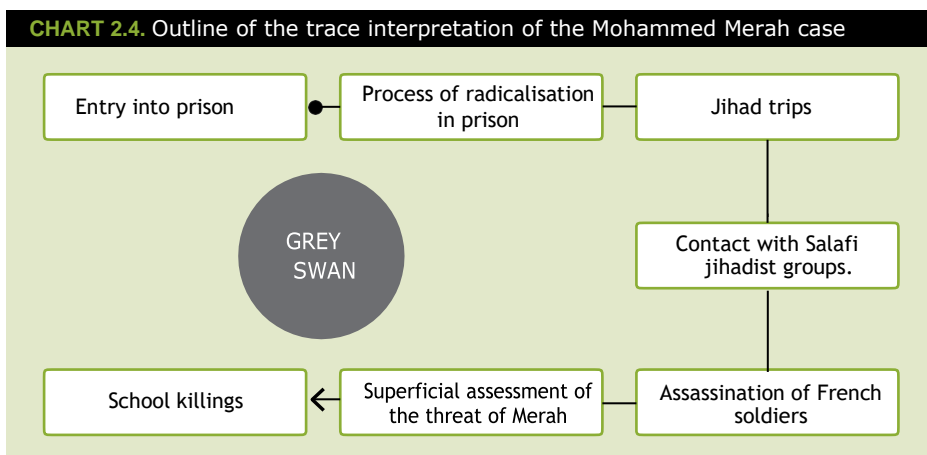 CHART 2.4. Outline of the trace interpretation of the Mohammed Merah case
Entry into prison
Process of radicalisation
in prison
Jihad trips
GREY
SWAN
Contact with Salafi
jihadist groups.
School killings
Superficial assessment of
the threat of Merah
Assassination of French
soldiers